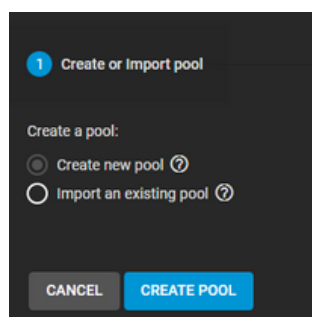 1 Create or Import pool
Create a pool:
Create new pool ?
Import an existing pool ?
CANCEL CREATE POOL